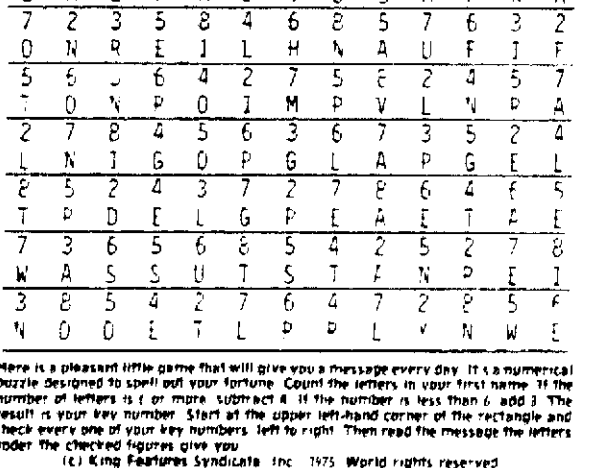 7 2 3 5 8 4 6 8 5 7 6 3 2
O N R E I L H N A U F I F
5 6 6 4 2 7 5 2 4 5 7
T O N P O I M P V L N P A
2 7 8 4 5 6 3 6 7 3 5 2 4
L N I G O P G L A P G E L
8 5 2 4 3 7 2 7 8 6 4 6 5
T P D E L G P E A E T A E
7 3 6 5 6 8 5 4 2 5 2 7 8
W A S S U T S T F N P E I
3 8 5 4 2 7 6 4 7 2 8 5 6
N O O E T L P P L Y N W E
Here is a pleasant little game that will give you a message every day. It s a numerical
puzzle designed to spell out your fortune. Count the letters in your first name. If the
number of letters is 6 or more, subtract 4. If the number is less than 6, add 3. The
result is your key number. Start at the upper left-hand corner of the rectangle and
check every one of your key numbers, left to right. Then read the message the letters
under the checked figures give you
(c) King Features Syndicate Inc 1975 World rights reserved